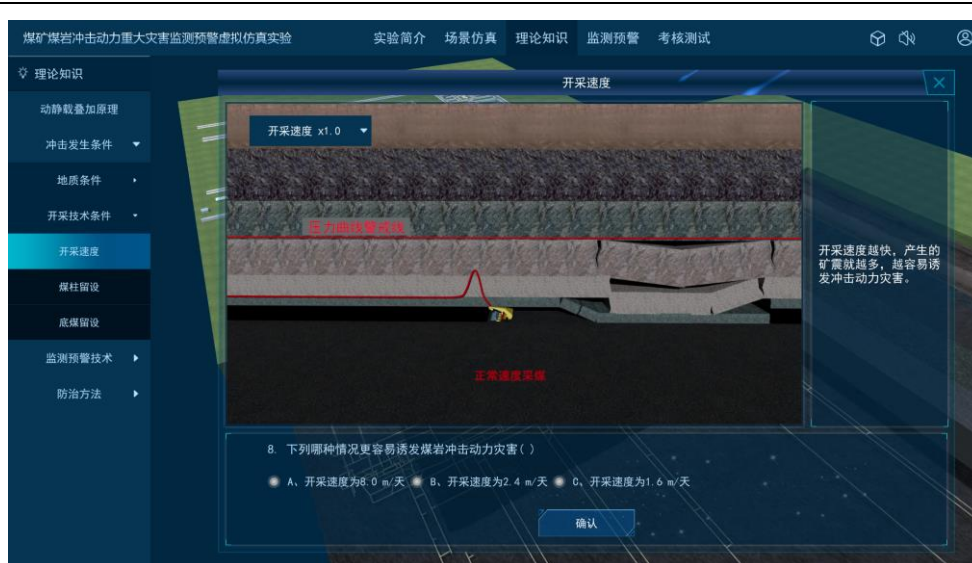 煤矿煤岩冲击动力重大灾害监测预警虚拟仿真实验
实验简介 场景仿真 理论知识 监测预警 考核测试
理论知识
动静载叠加原理
冲击发生条件
地质条件
开采技术条件
开采速度
煤柱留设
底煤留设
监测预警技术
防治方法
开采速度
开采速度 x1.0
压力曲线警戒线
正常速度采煤
开采速度越快，产生的
矿震就越多，越容易诱
发冲击动力灾害。
8. 下列哪种情况更容易诱发煤岩冲击动力灾害( )
A、开采速度为8.0 m/天 B、开采速度为2.4 m/天 C、开采速度为1.6 m/天
确认